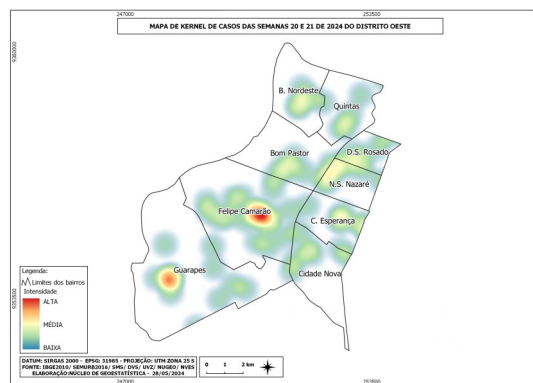 247000
253500
MAPA DE KERNEL DE CASOS DAS SEMANAS 20 E 21 DE 2024 DO DISTRITO OESTE
9360000
B. Nordeste
Quintas
Bom Pastor
D.S. Rosado
N.S. Nazaré
Felipe Camarão
C. Esperança
Guarapes
Cidade Nova
9353500
9353500
Legenda:
Limites dos bairros
Intensidade
ALTA
MÉDIA
BAIXA
DATUM: SIRGAS 2000 - EPSG: 31985 - PROJEÇÃO: UTM ZONA 25 S
FONTE: IBGE2010/ SEMURB2016/ SMS/ DVS/ UVZ/ NUGEO/ NVES
ELABORAÇÃO:NÚCLEO DE GEOESTATÍSTICA - 28/05/2024
0 1 2 km
247000
253500